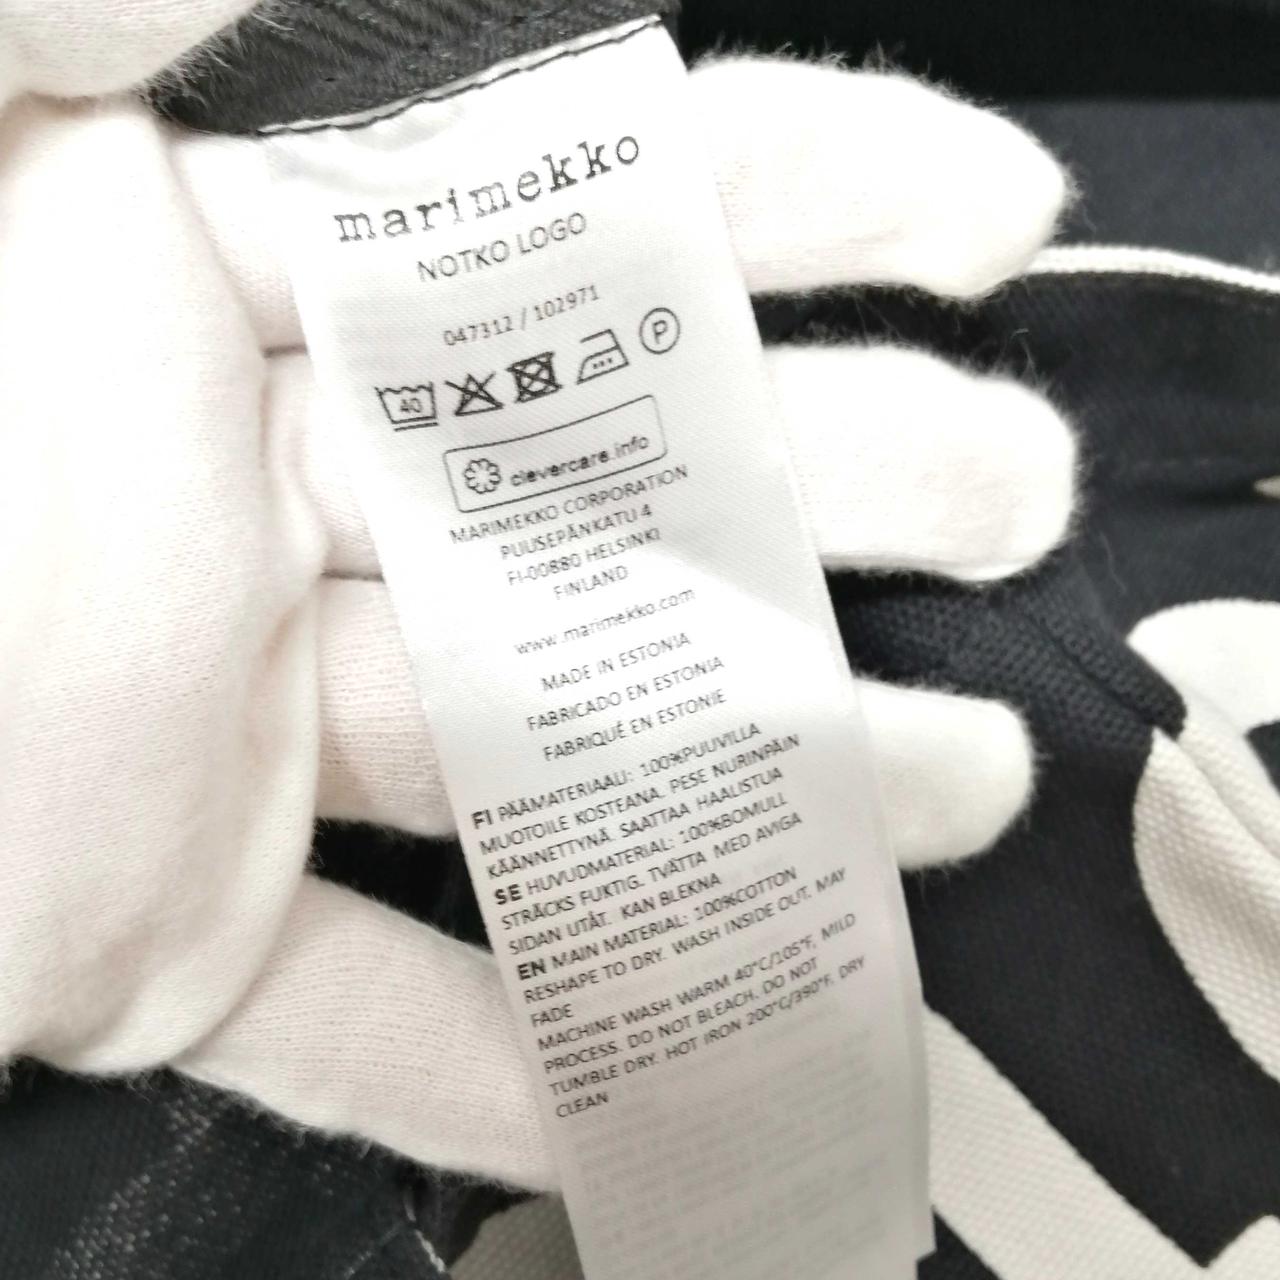 marimekko
NOTKO LOGO
047312 / 102971
40
P
clevercare.info
MARIMEKKO CORPORATION
PUUSEPÄNKATU 4
FI-00880 HELSINKI
FINLAND
www.marimekko.com
MADE IN ESTONIA
FABRICADO EN ESTONIA
FABRIQUÉ EN ESTONIE
FI PÄÄMATERIAALI: 100%PUUVILLA
MUOTOILE KOSTEANA. PESE NURINPÄIN
KÄÄNNETTYNÄ. SAATTAA HAALISTUA
SE HUVUDMATERIAL: 100%BOMULL
STRÄCKS FUKTIG. TVÄTTA MED AVIGA
SIDAN UTÅT. KAN BLEKNA
EN MAIN MATERIAL: 100%COTTON
RESHAPE TO DRY. WASH INSIDE OUT. MAY
FADE
MACHINE WASH WARM 40°C/105°F, MILD
PROCESS. DO NOT BLEACH. DO NOT
TUMBLE DRY. HOT IRON 200°C/390°F. DRY
CLEAN